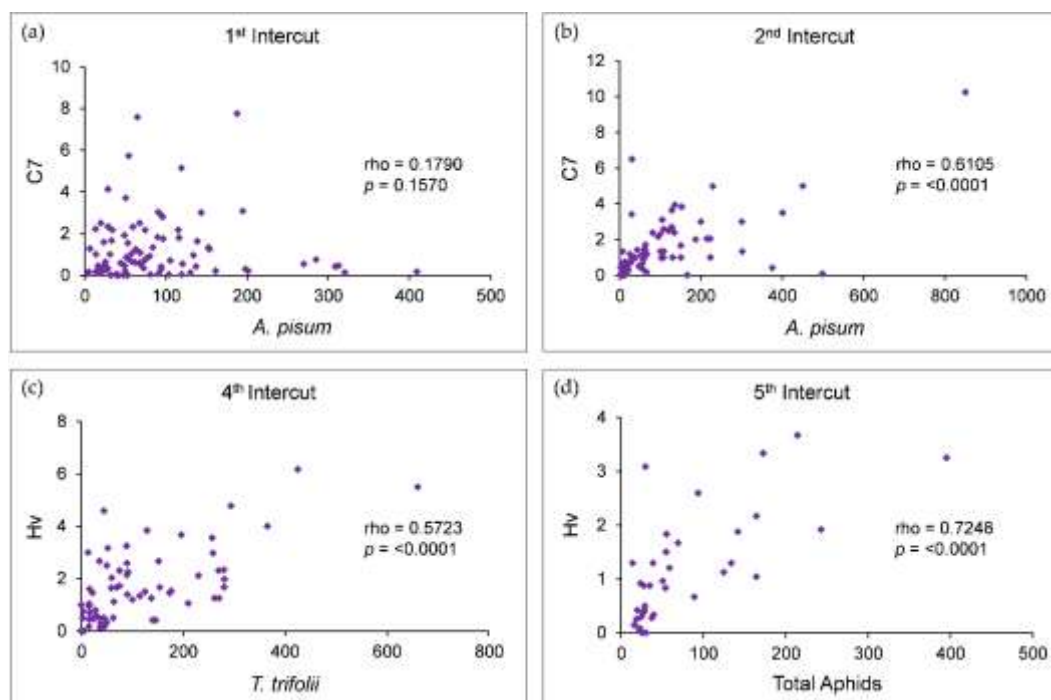 (a)
1st Intercut
10
8
6
4
2
0
C7
rho = 0.1790
p = 0.1570
0 100 200 300 400 500
A. pisum
(b)
2nd Intercut
12
10
8
6
4
2
0
C7
rho = 0.6105
p = <0.0001
0 200 400 600 800 1000
A. pisum
(c)
4th Intercut
8
6
4
2
0
Hv
rho = 0.5723
p = <0.0001
0 200 400 600 800
T. trifolii
(d)
5th Intercut
4
3
2
1
0
Hv
rho = 0.7248
p = <0.0001
0 100 200 300 400 500
Total Aphids